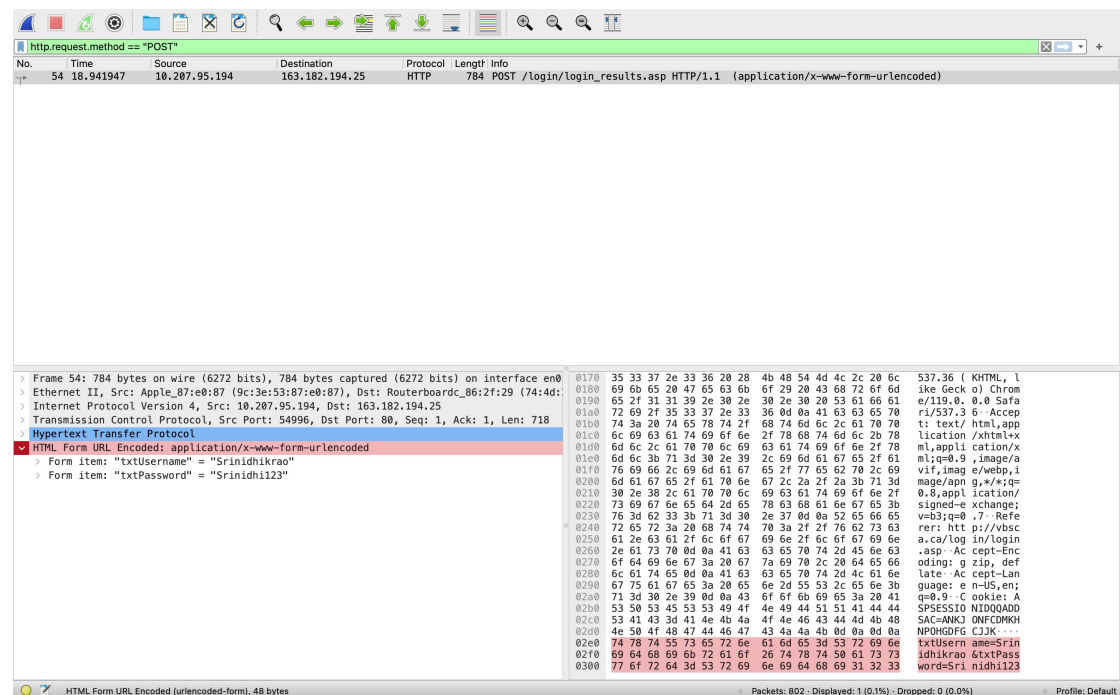 http.request.method == "POST"
No. Time Source Destination Protocol Length Info
54 18.941947 10.207.95.194 163.182.194.25 HTTP 784 POST /login/login_results.asp HTTP/1.1 (application/x-www-form-urlencoded)
Frame 54: 784 bytes on wire (6272 bits), 784 bytes captured (6272 bits) on interface en0
Ethernet II, Src: Apple_87:e0:87 (9c:3e:53:87:e0:87), Dst: Routerboardc_86:2f:29 (74:4d:
Internet Protocol Version 4, Src: 10.207.95.194, Dst: 163.182.194.25
Transmission Control Protocol, Src Port: 54996, Dst Port: 80, Seq: 1, Ack: 1, Len: 718
Hypertext Transfer Protocol
HTML Form URL Encoded: application/x-www-form-urlencoded
Form item: "txtUsername" = "Srinidhikrao"
Form item: "txtPassword" = "Srinidhi123"
0170 35 33 37 2e 33 36 20 28 4b 48 54 4d 4c 2c 20 6c 537.36 ( KHTML, l
0180 69 6b 65 20 47 65 63 6b 6f 29 20 43 68 72 6f 6d ike Geck o) Chrom
0190 65 2f 31 31 39 2e 30 2e 30 2e 30 20 53 61 66 61 e/119.0. 0.0 Safa
01a0 72 69 2f 35 33 37 2e 33 36 0d 0a 41 63 63 65 70 ri/537.3 6··Accep
01b0 74 3a 20 74 65 78 74 2f 68 74 6d 6c 2c 61 70 70 t: text/ html,app
01c0 6c 69 63 61 74 69 6f 6e 2f 78 68 74 6d 6c 2b 78 lication /xhtml+x
01d0 6d 6c 2c 61 70 70 6c 69 63 61 74 69 6f 6e 2f 78 ml,appli cation/x
01e0 6d 6c 3b 71 3d 30 2e 39 2c 69 6d 61 67 65 2f 61 ml;q=0.9 ,image/a
01f0 76 69 66 2c 69 6d 61 67 65 2f 77 65 62 70 2c 69 vif,imag e/webp,i
0200 6d 61 67 65 2f 61 70 6e 67 2c 2a 2f 2a 3b 71 3d mage/apn g,*/*;q=
0210 30 2e 38 2c 61 70 70 6c 69 63 61 74 69 6f 6e 2f 0.8,appl ication/
0220 73 69 67 6e 65 64 2d 65 78 63 68 61 6e 67 65 3b signed-e xchange;
0230 76 3d 62 33 3b 71 3d 30 2e 37 0d 0a 52 65 66 65 v=b3;q=0 .7··Refe
0240 72 65 72 3a 20 68 74 74 70 3a 2f 2f 76 62 73 63 rer: htt p://vbsc
0250 61 2e 63 61 2f 6c 6f 67 69 6e 2f 6c 6f 67 69 6e a.ca/log in/login
0260 2e 61 73 70 0d 0a 41 63 63 65 70 74 2d 45 6e 63 .asp··Ac cept-Enc
0270 6f 64 69 6e 67 3a 20 67 7a 69 70 2c 20 64 65 66 oding: g zip, def
0280 6c 61 74 65 0d 0a 41 63 63 65 70 74 2d 4c 61 6e late··Ac cept-Lan
0290 67 75 61 67 65 3a 20 65 6e 2d 55 53 2c 65 6e 3b guage: e n-US,en;
02a0 71 3d 30 2e 39 0d 0a 43 6f 6f 6b 69 65 3a 20 41 q=0.9··C ookie: A
02b0 53 50 53 45 53 53 49 4f 4e 49 44 51 51 41 44 44 SPSESSIO NIDQQADD
02c0 53 41 43 3d 41 4e 4b 4a 4f 4e 46 43 44 4d 4b 48 SAC=ANKJ ONFCDMKH
02d0 4e 50 4f 48 47 44 46 47 43 4a 4a 4b 0d 0a 0d 0a NPOHGDFG CJJK····
02e0 74 78 74 55 73 65 72 6e 61 6d 65 3d 53 72 69 6e txtUsern ame=Srin
02f0 69 64 68 69 6b 72 61 6f 26 74 78 74 50 61 73 73 idhikrao &txtPass
0300 77 6f 72 64 3d 53 72 69 6e 69 64 68 69 31 32 33 word=Sri nidhi123
HTML Form URL Encoded (urlencoded-form), 48 bytes Packets: 802 · Displayed: 1 (0.1%) · Dropped: 0 (0.0%) Profile: Default